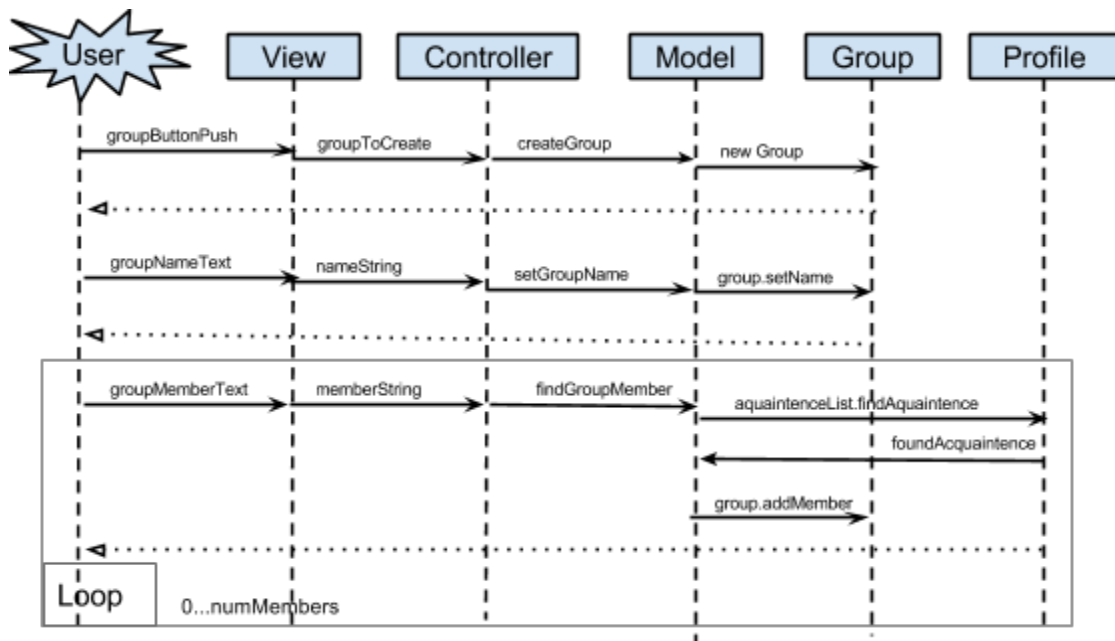 User
View
Controller
Model
Group
Profile
groupButtonPush
groupToCreate
createGroup
new Group
groupNameText
nameString
setGroupName
group.setName
groupMemberText
memberString
findGroupMember
aquaintenceList.findAquaintence
foundAcquaintence
group.addMember
Loop
0...numMembers